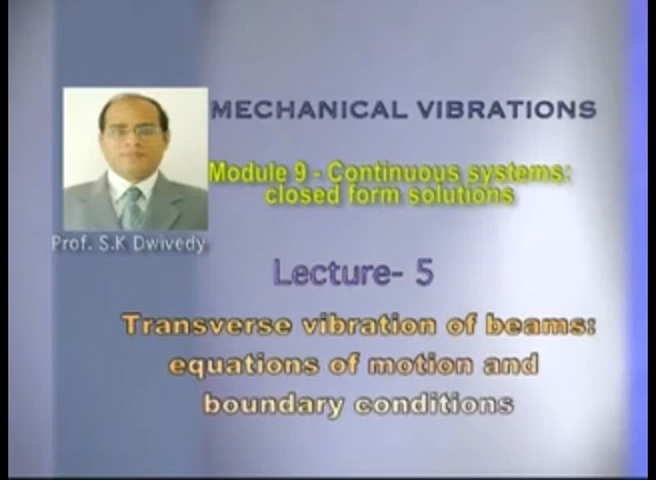 MECHANICAL VIBRATIONS
Module 9 - Continuous systems:
closed form solutions
Prof. S.K Dwivedy
Lecture- 5
Transverse vibration of beams:
equations of motion and
boundary conditions